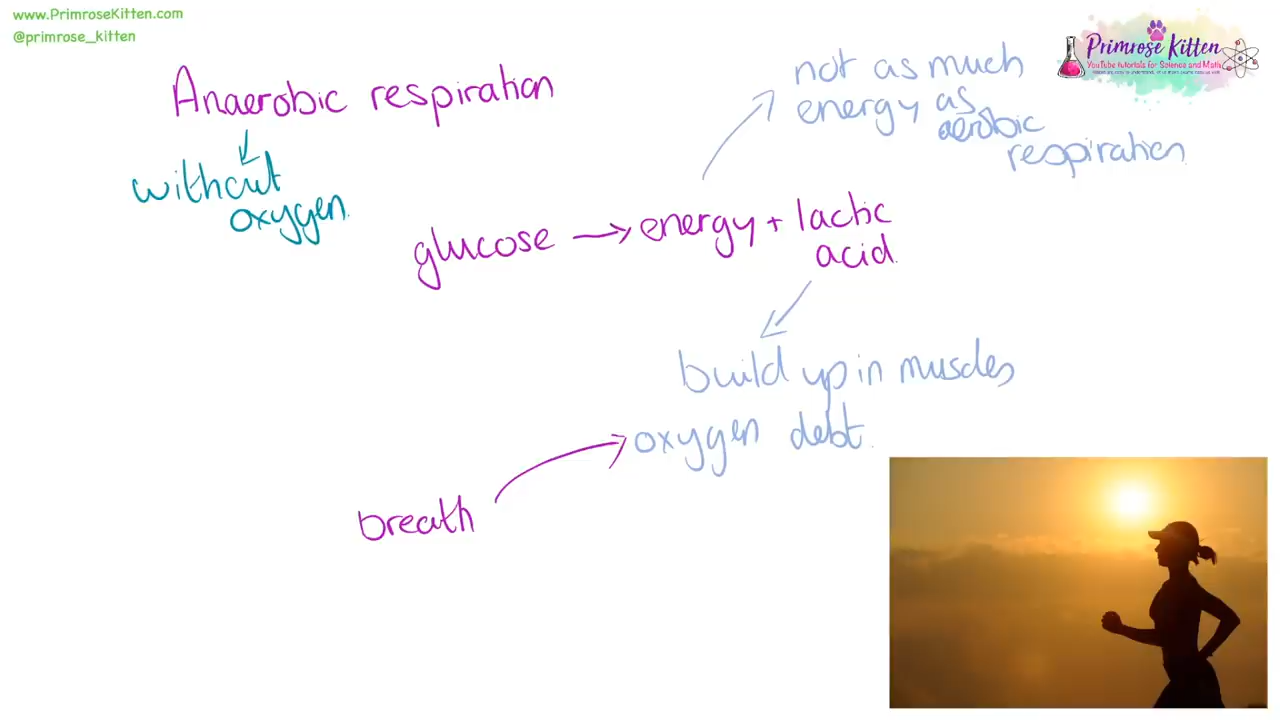 www.PrimroseKitten.com
@primrose_kitten
Primrose Kitten
YouTube tutorials for Science and Maths
Anaerobic respiration
without
oxygen.
not as much
energy as
aerobic
respiration
glucose → energy + lactic
acid.
build up in muscles
oxygen debt.
breath